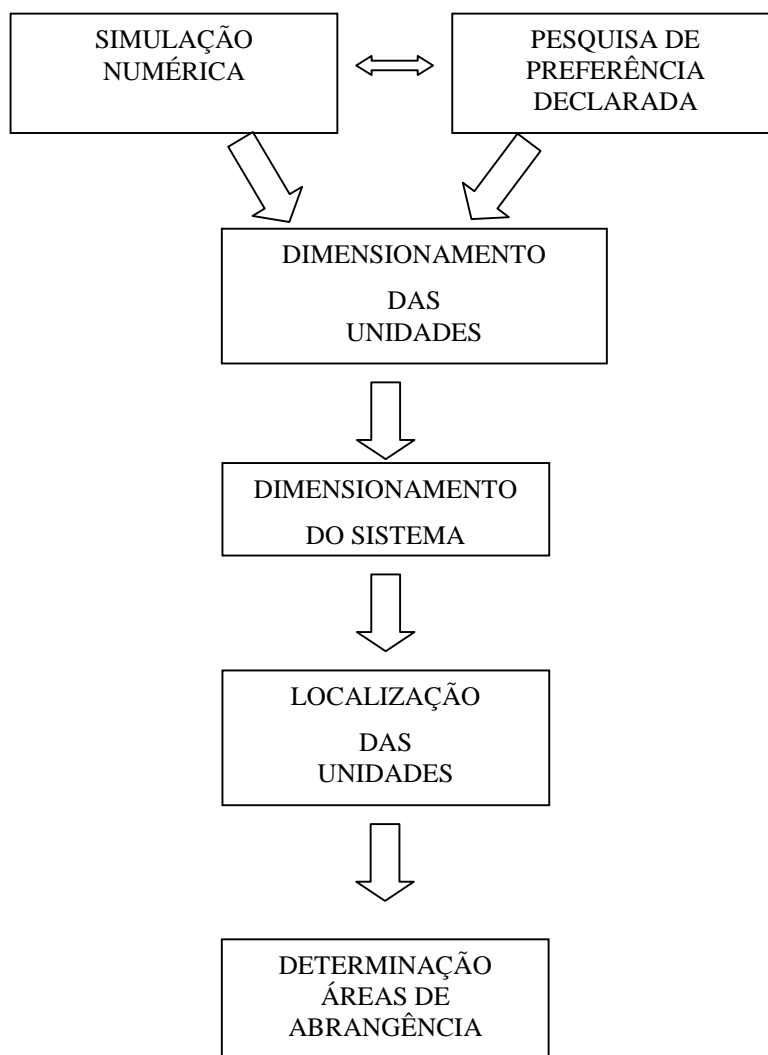 SIMULAÇÃO
NUMÉRICA
PESQUISA DE
PREFERÊNCIA
DECLARADA
DIMENSIONAMENTO
DAS
UNIDADES
DIMENSIONAMENTO
DO SISTEMA
LOCALIZAÇÃO
DAS
UNIDADES
DETERMINAÇÃO
ÁREAS DE
ABRANGÊNCIA